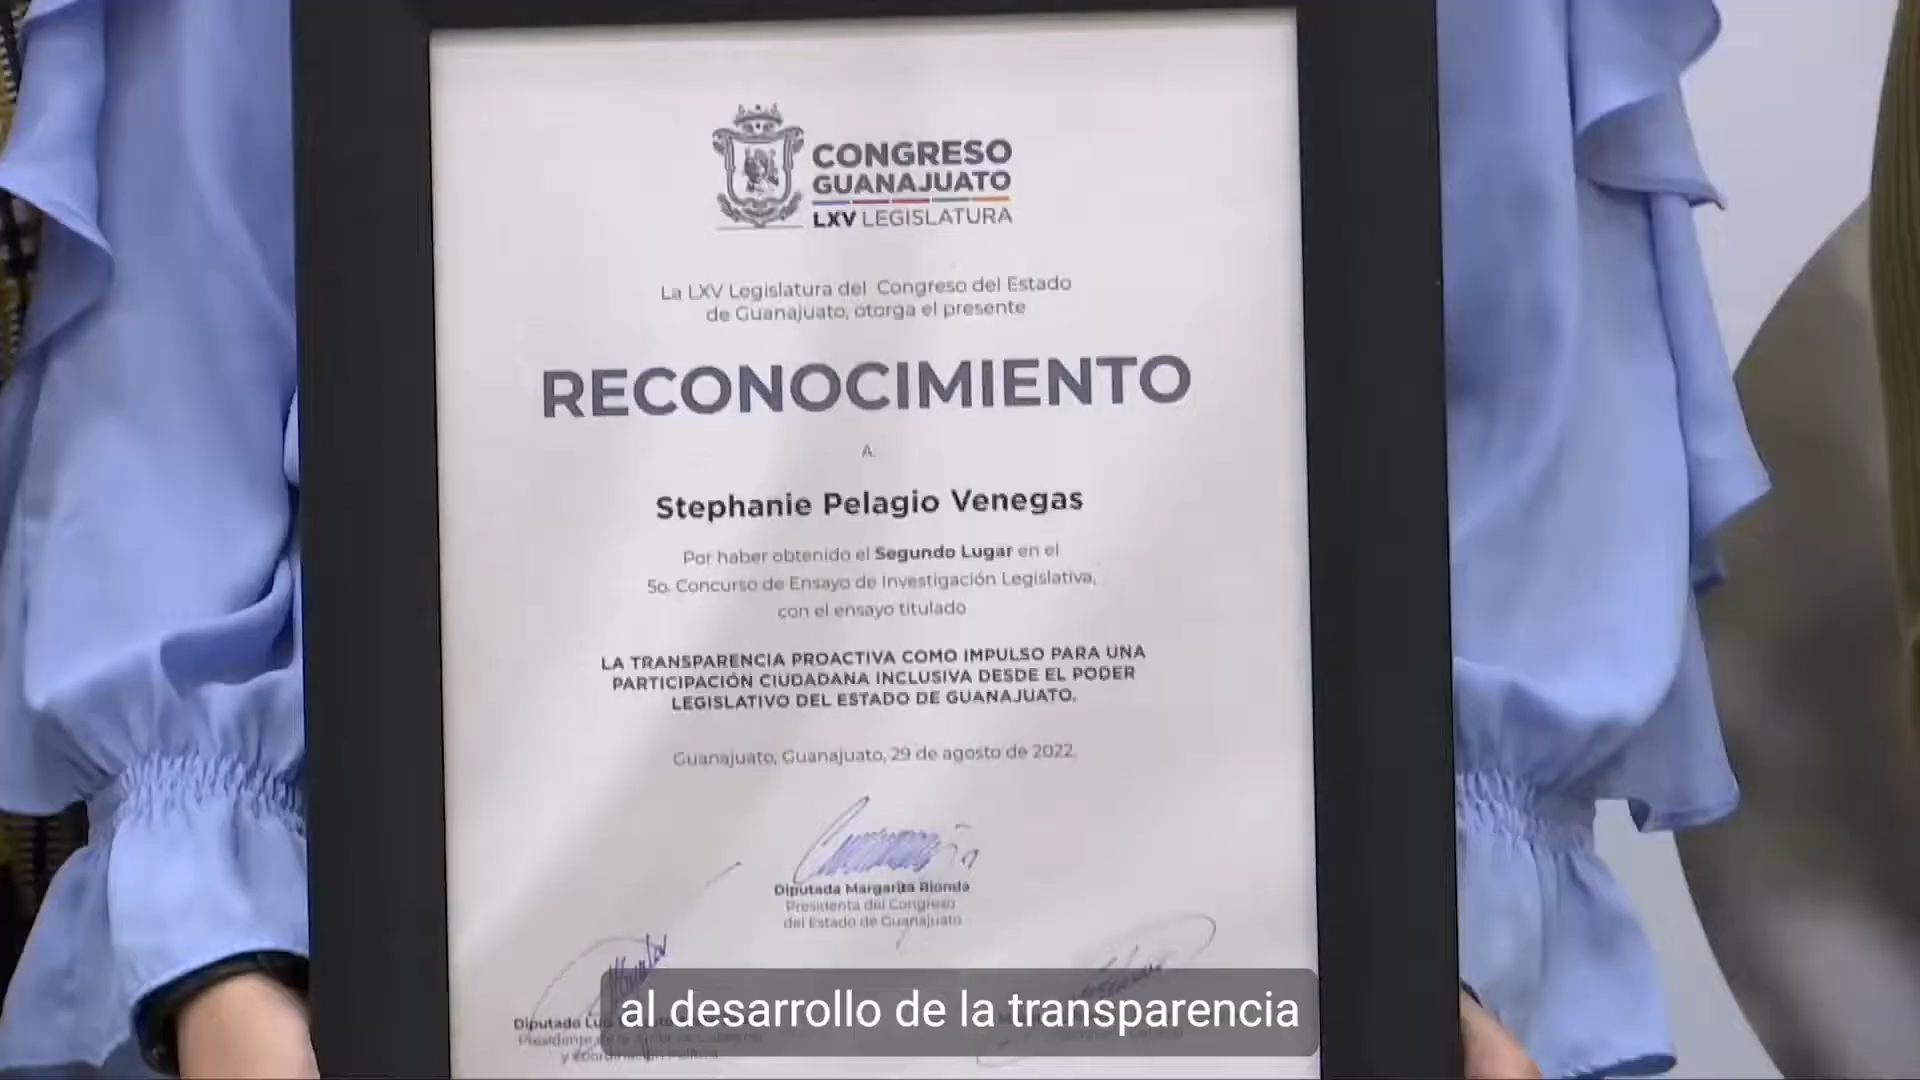 CONGRESO
GUANAJUATO
LXV LEGISLATURA
La LXV Legislatura del Congreso del Estado
de Guanajuato, otorga el presente
RECONOCIMIENTO
A:
Stephanie Pelagio Venegas
Por haber obtenido el Segundo Lugar en el
5o. Concurso de Ensayo de Investigación Legislativa,
con el ensayo titulado
LA TRANSPARENCIA PROACTIVA COMO IMPULSO PARA UNA
PARTICIPACIÓN CIUDADANA INCLUSIVA DESDE EL PODER
LEGISLATIVO DEL ESTADO DE GUANAJUATO.
Guanajuato, Guanajuato, 29 de agosto de 2022.
Diputada Margarita Rionda
Presidenta del Congreso
del Estado de Guanajuato
Diputado
Presidente
y Coordinación Política
al desarrollo de la transparencia